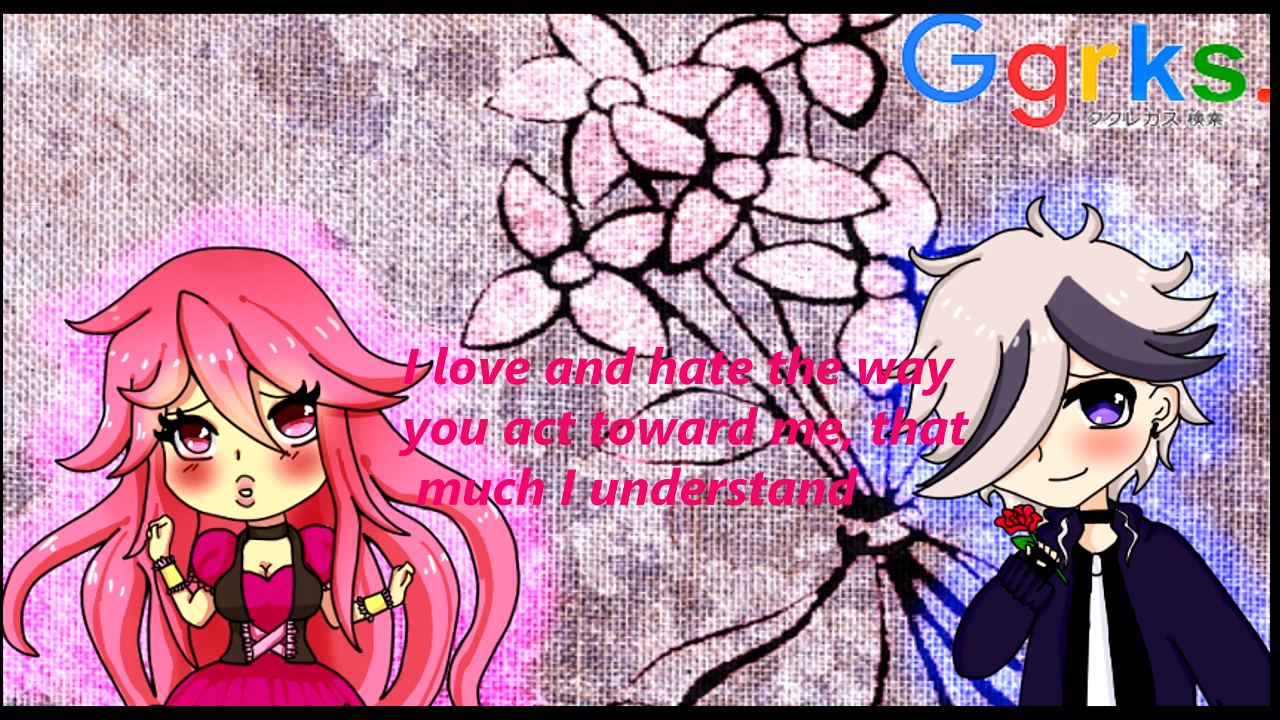 Ggrks.
ググレカス 検索
I love and hate the way
you act toward me, that
much I understand